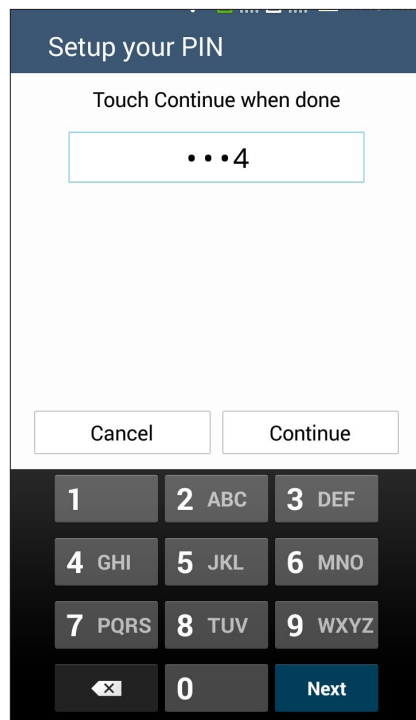 Setup your PIN
Touch Continue when done
•••4
Cancel Continue
1 2 ABC 3 DEF
4 GHI 5 JKL 6 MNO
7 PQRS 8 TUV 9 WXYZ
0 Next